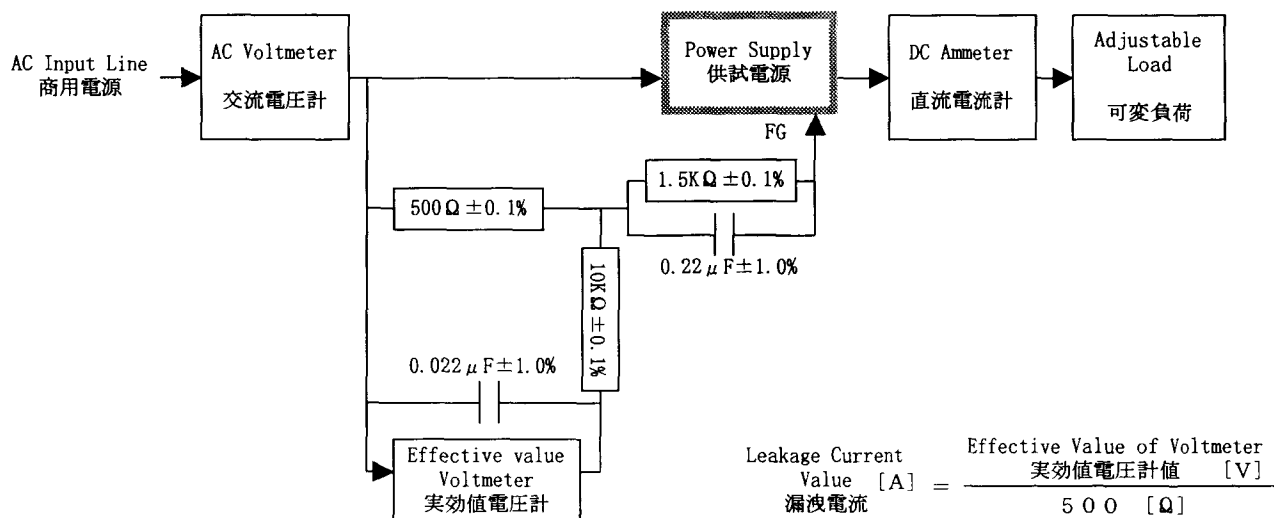 AC Input Line
商用電源
AC Voltmeter
交流電圧計
Power Supply
供試電源
DC Ammeter
直流電流計
Adjustable
Load
可変負荷
FG
500Ω±0.1%
1.5KΩ±0.1%
0.22μF±1.0%
10KΩ±0.1%
0.022μF±1.0%
Effective value
Voltmeter
実効値電圧計
Leakage Current
Value [A] =
漏洩電流
Effective Value of Voltmeter
実効値電圧計値 [V]
500 [Ω]